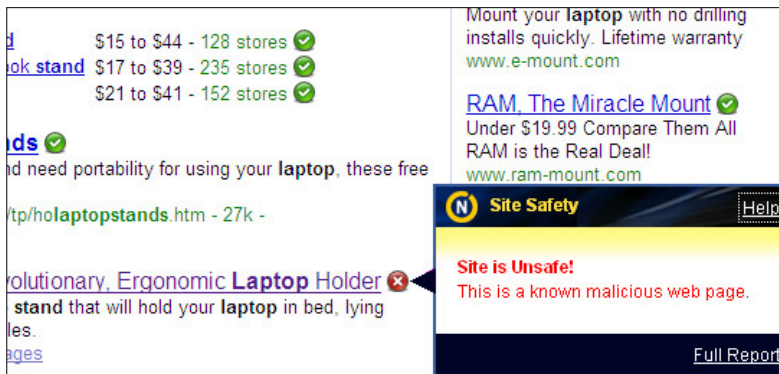 d $15 to $44 - 128 stores
ok stand $17 to $39 - 235 stores
$21 to $41 - 152 stores
ds
nd need portability for using your laptop, these free
/tp/holaptopstands.htm - 27k -
volutionary, Ergonomic Laptop Holder
stand that will hold your laptop in bed, lying
les.
ages
Mount your laptop with no drilling
installs quickly. Lifetime warranty
www.e-mount.com
RAM, The Miracle Mount
Under $19.99 Compare Them All
RAM is the Real Deal!
www.ram-mount.com
N Site Safety Help
Site is Unsafe!
This is a known malicious web page.
Full Report